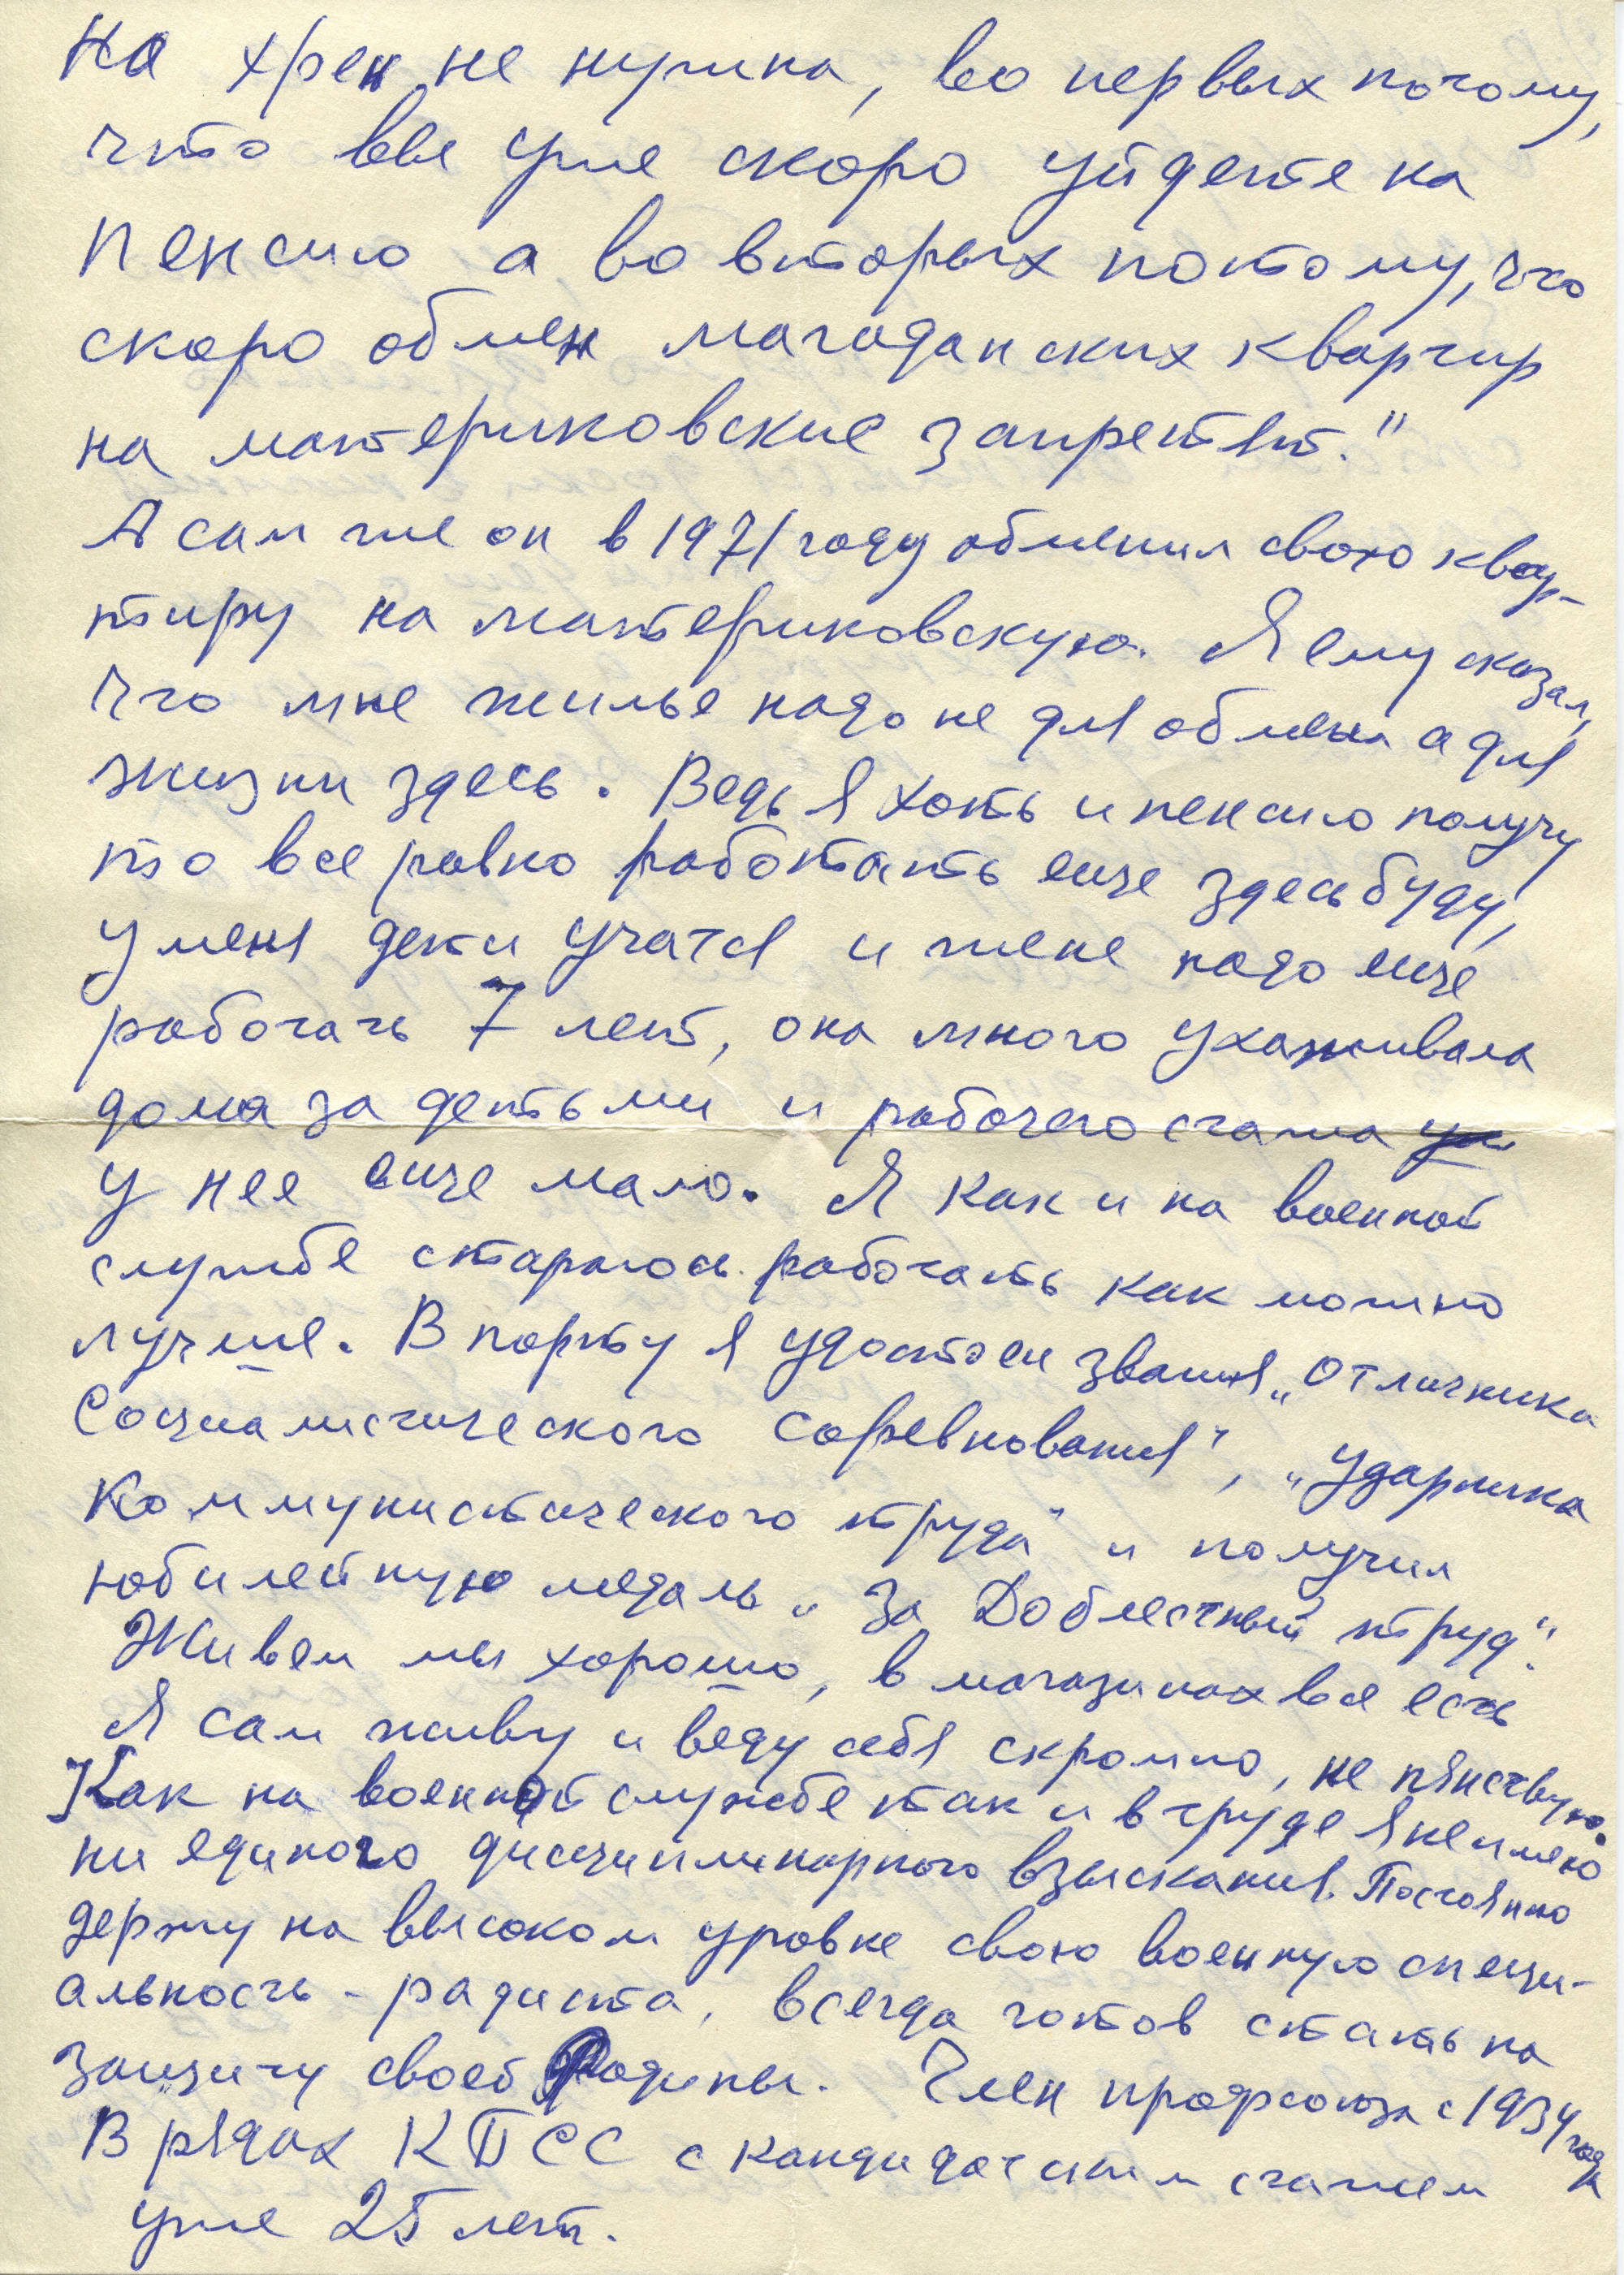 на хрен не нужна, во первых потому,
что вы уже скоро уйдете на
пенсию а во вторых потому, что
скоро обмен магаданских квартир
на материковские запретят."
А сам же он в 1971 году обменил свою квар-
тиру на материковскую. Я ему сказал,
что мне жилье надо не для обмена а для
жизни здесь. Ведь я хоть и пенсию получу
то все равно работать еще здесь буду,
у меня дети учатся и жене надо еще
работать 7 лет, она много ухаживала
дома за детьми и рабочего стажа
у нее еще мало. Я как и на военной
службе стараюсь работать как можно
лучше. В порту я удостоен звания „Отличника
Социалистического Соревнования", „Ударника
Коммунистического труда" и получил
юбилейную медаль „За Доблестный труд".
Живем мы хорошо, в магазинах все есть
Я сам живу и веду себя скромно, не пянствую.
Как на военной службе так и в труде я не имею
ни единого дисциплинарного взыскания. Постоянно
держу на высоком уровне свою военную специ-
альность - радиста, всегда готов стать на
защиту своей Родины. Член профсоюза с 1934 года
В рядах КПСС с кандидатским стажем
уже 25 лет.